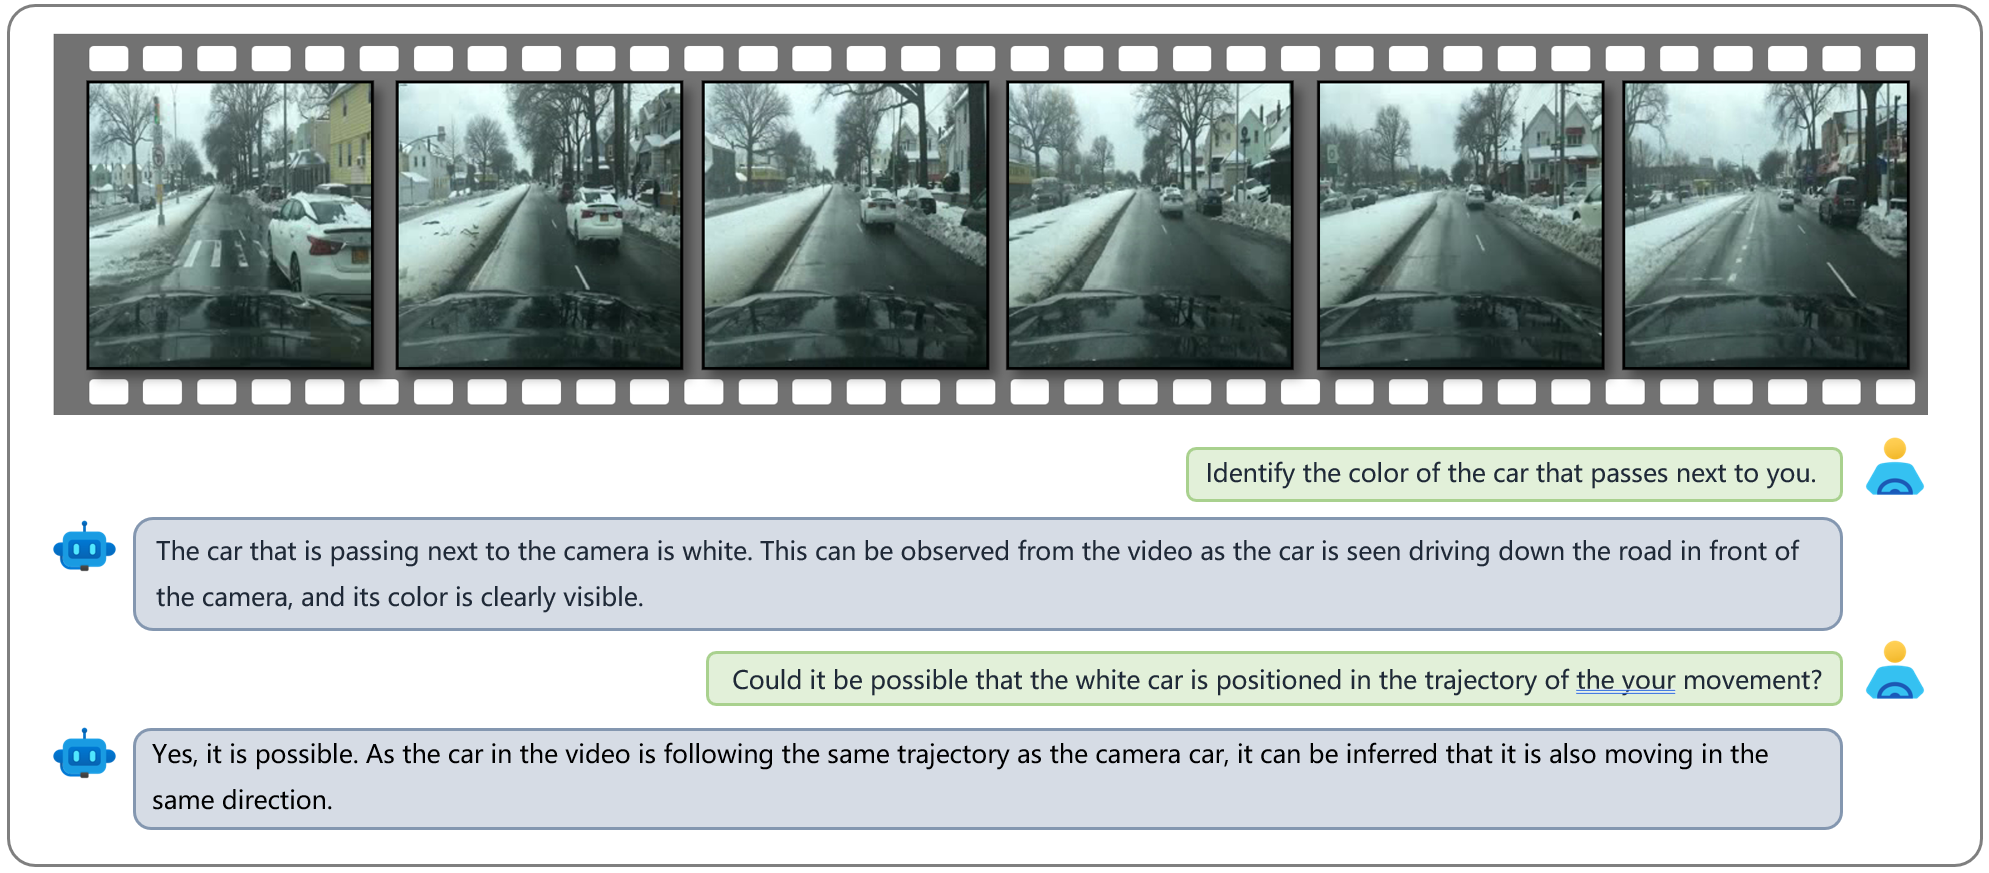 Identify the color of the car that passes next to you.
The car that is passing next to the camera is white. This can be observed from the video as the car is seen driving down the road in front of
the camera, and its color is clearly visible.
Could it be possible that the white car is positioned in the trajectory of the your movement?
Yes, it is possible. As the car in the video is following the same trajectory as the camera car, it can be inferred that it is also moving in the
same direction.